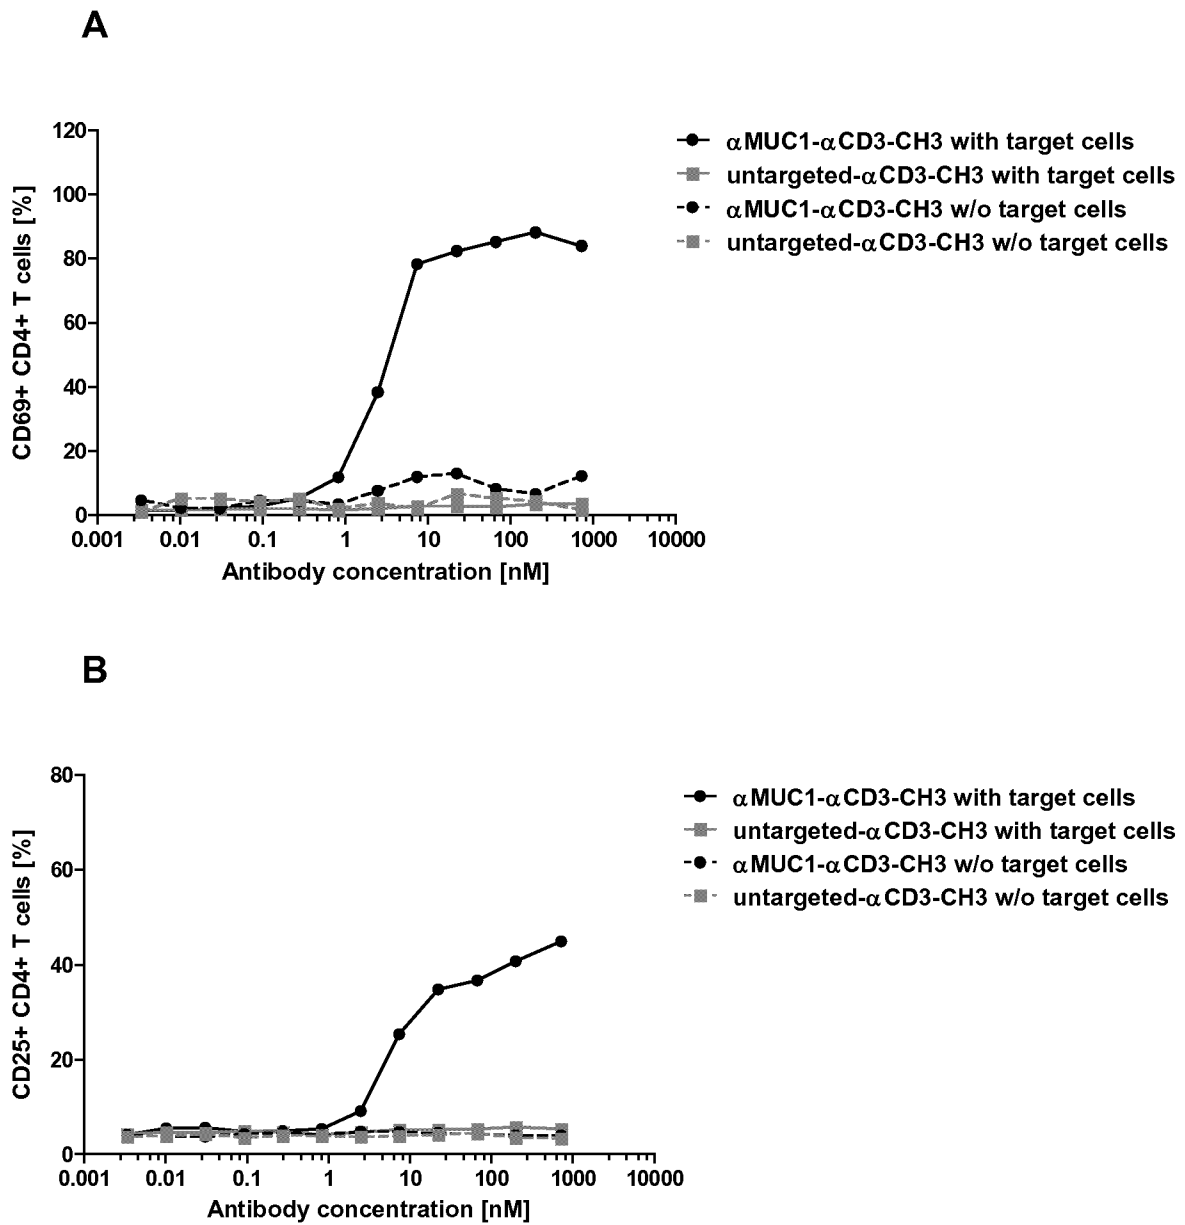 A
120
100
80
60
40
20
0
CD69+ CD4+ T cells [%]
0.001 0.01 0.1 1 10 100 1000 10000
Antibody concentration [nM]
αMUC1-αCD3-CH3 with target cells
untargeted-αCD3-CH3 with target cells
αMUC1-αCD3-CH3 w/o target cells
untargeted-αCD3-CH3 w/o target cells
B
80
60
40
20
0
CD25+ CD4+ T cells [%]
0.001 0.01 0.1 1 10 100 1000 10000
Antibody concentration [nM]
αMUC1-αCD3-CH3 with target cells
untargeted-αCD3-CH3 with target cells
αMUC1-αCD3-CH3 w/o target cells
untargeted-αCD3-CH3 w/o target cells